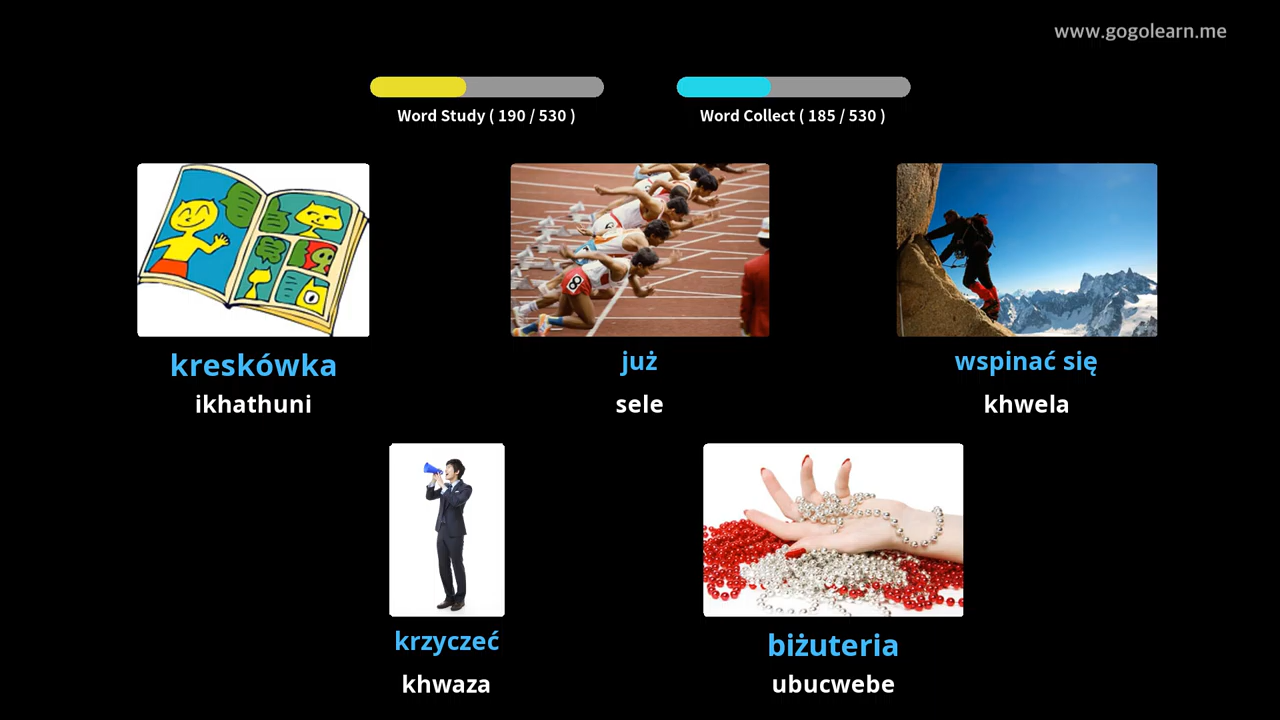 www.gogolearn.me
Word Study ( 190 / 530 )
Word Collect ( 185 / 530 )
kreskówka
ikhathuni
już
sele
wspinać się
khwela
krzyczeć
khwaza
biżuteria
ubucwebe